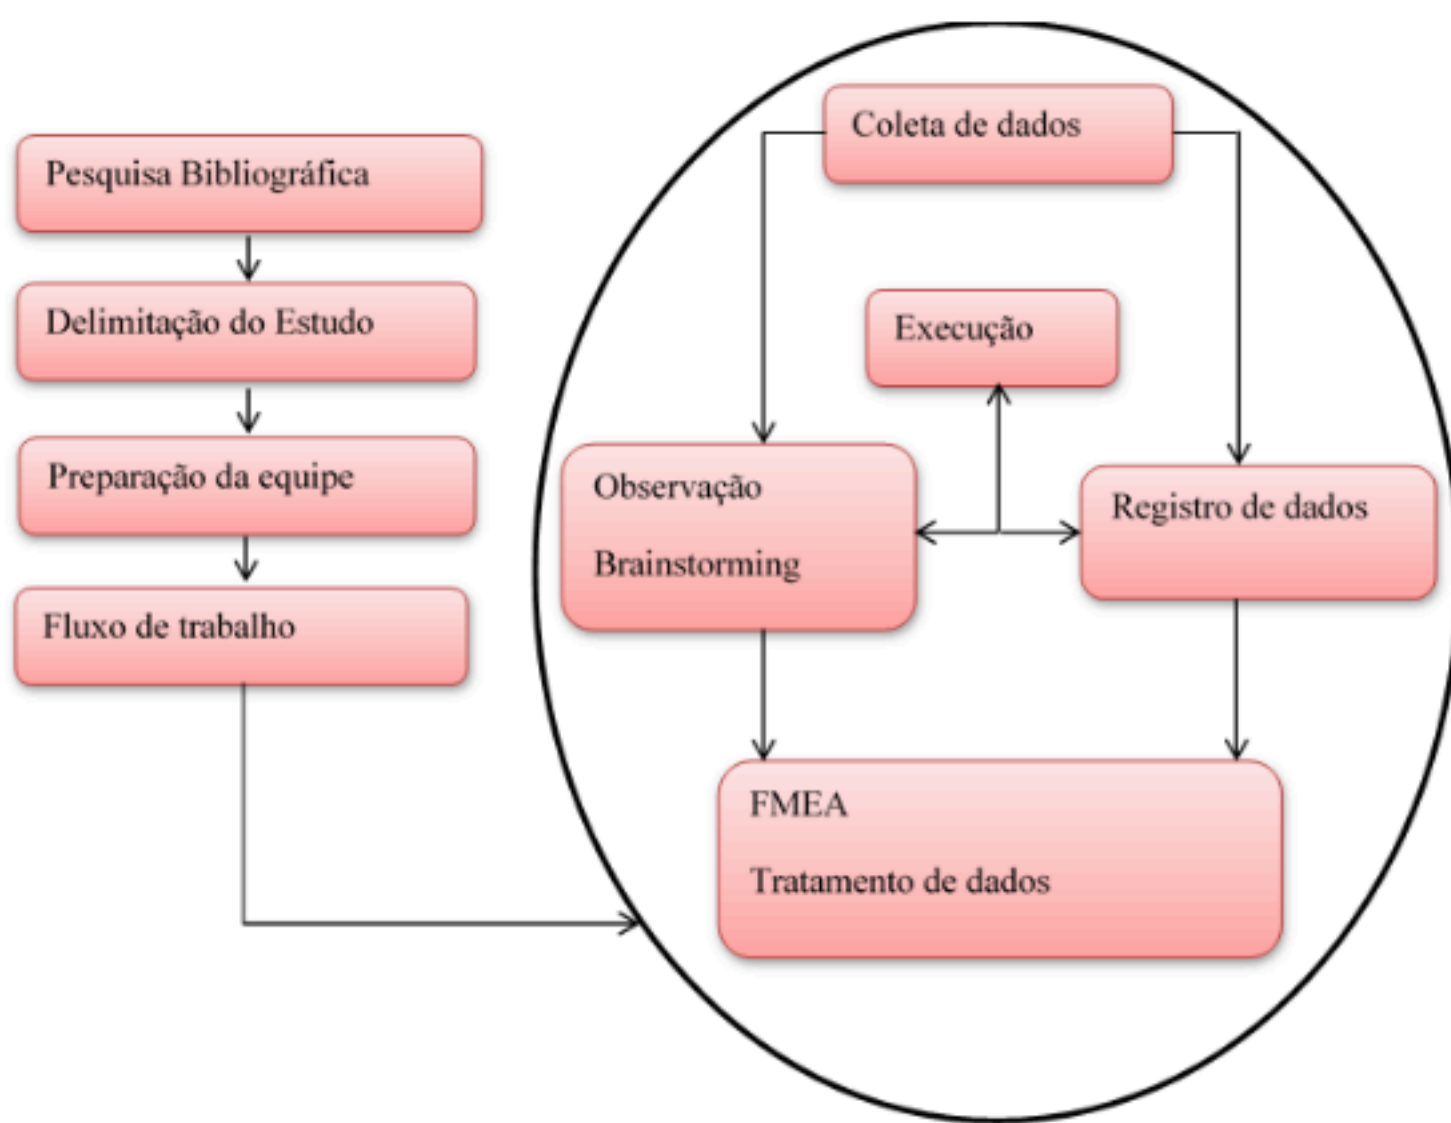 Pesquisa Bibliográfica
Delimitação do Estudo
Preparação da equipe
Fluxo de trabalho
Coleta de dados
Execução
Observação
Brainstorming
Registro de dados
FMEA
Tratamento de dados